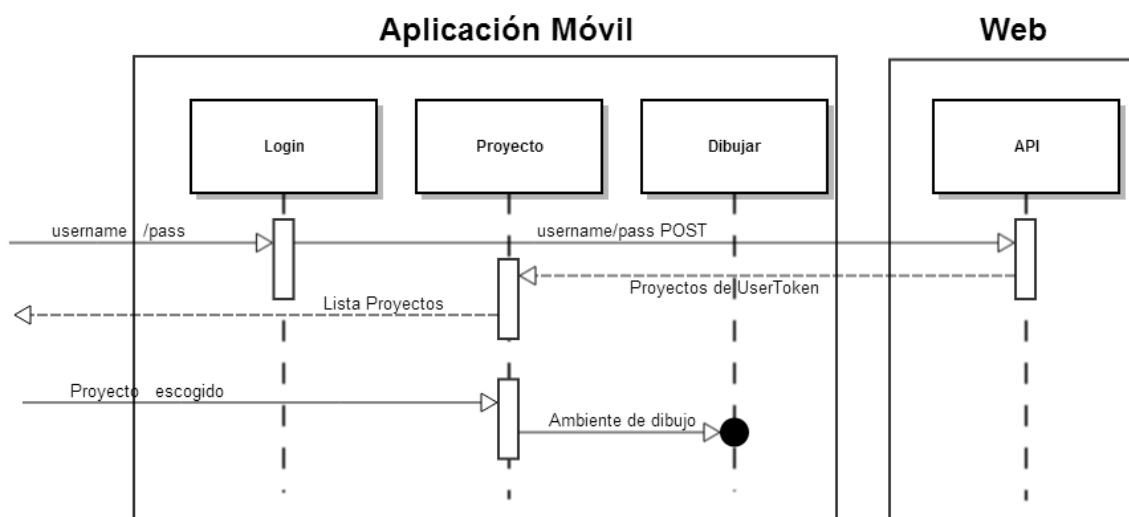 Aplicación Móvil
Web
Login
Proyecto
Dibujar
API
username /pass
username/pass POST
Proyectos de UserToken
Lista Proyectos
Proyecto escogido
Ambiente de dibujo